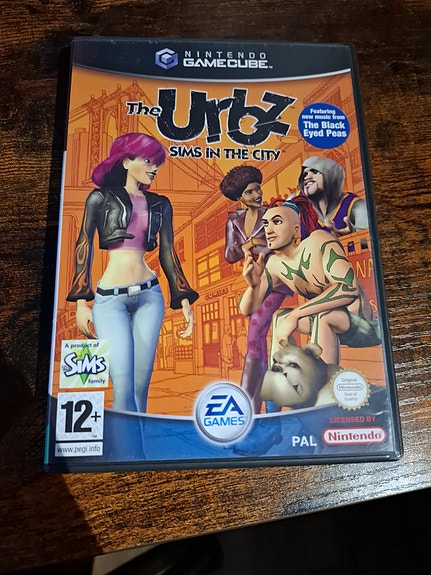 NINTENDO
GAMECUBE™
The Urbz
SIMS IN THE CITY
Featuring
new music from
The Black
Eyed Peas
A product of
The SIMS
family
12+
www.pegi.info
EA
GAMES
PAL
Original
Nintendo
Seal of
Quality
LICENSED BY
Nintendo